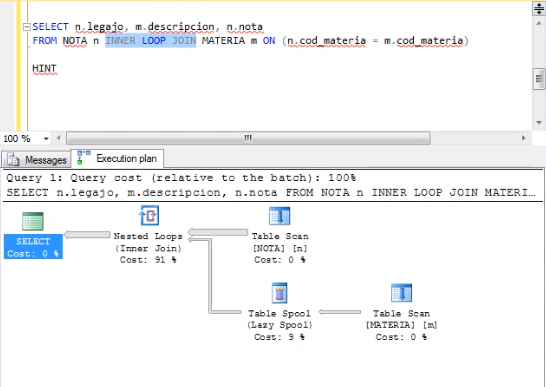 SELECT n.legajo, m.descripcion, n.nota
FROM NOTA n INNER LOOP JOIN MATERIA m ON (n.cod_materia = m.cod_materia)
HINT
100 %
Messages
Execution plan
Query 1: Query cost (relative to the batch): 100%
SELECT n.legajo, m.descripcion, n.nota FROM NOTA n INNER LOOP JOIN MATERI…
SELECT
Cost: 0 %
Nested Loops
(Inner Join)
Cost: 91 %
Table Scan
[NOTA] [n]
Cost: 0 %
Table Spool
(Lazy Spool)
Cost: 9 %
Table Scan
[MATERIA] [m]
Cost: 0 %